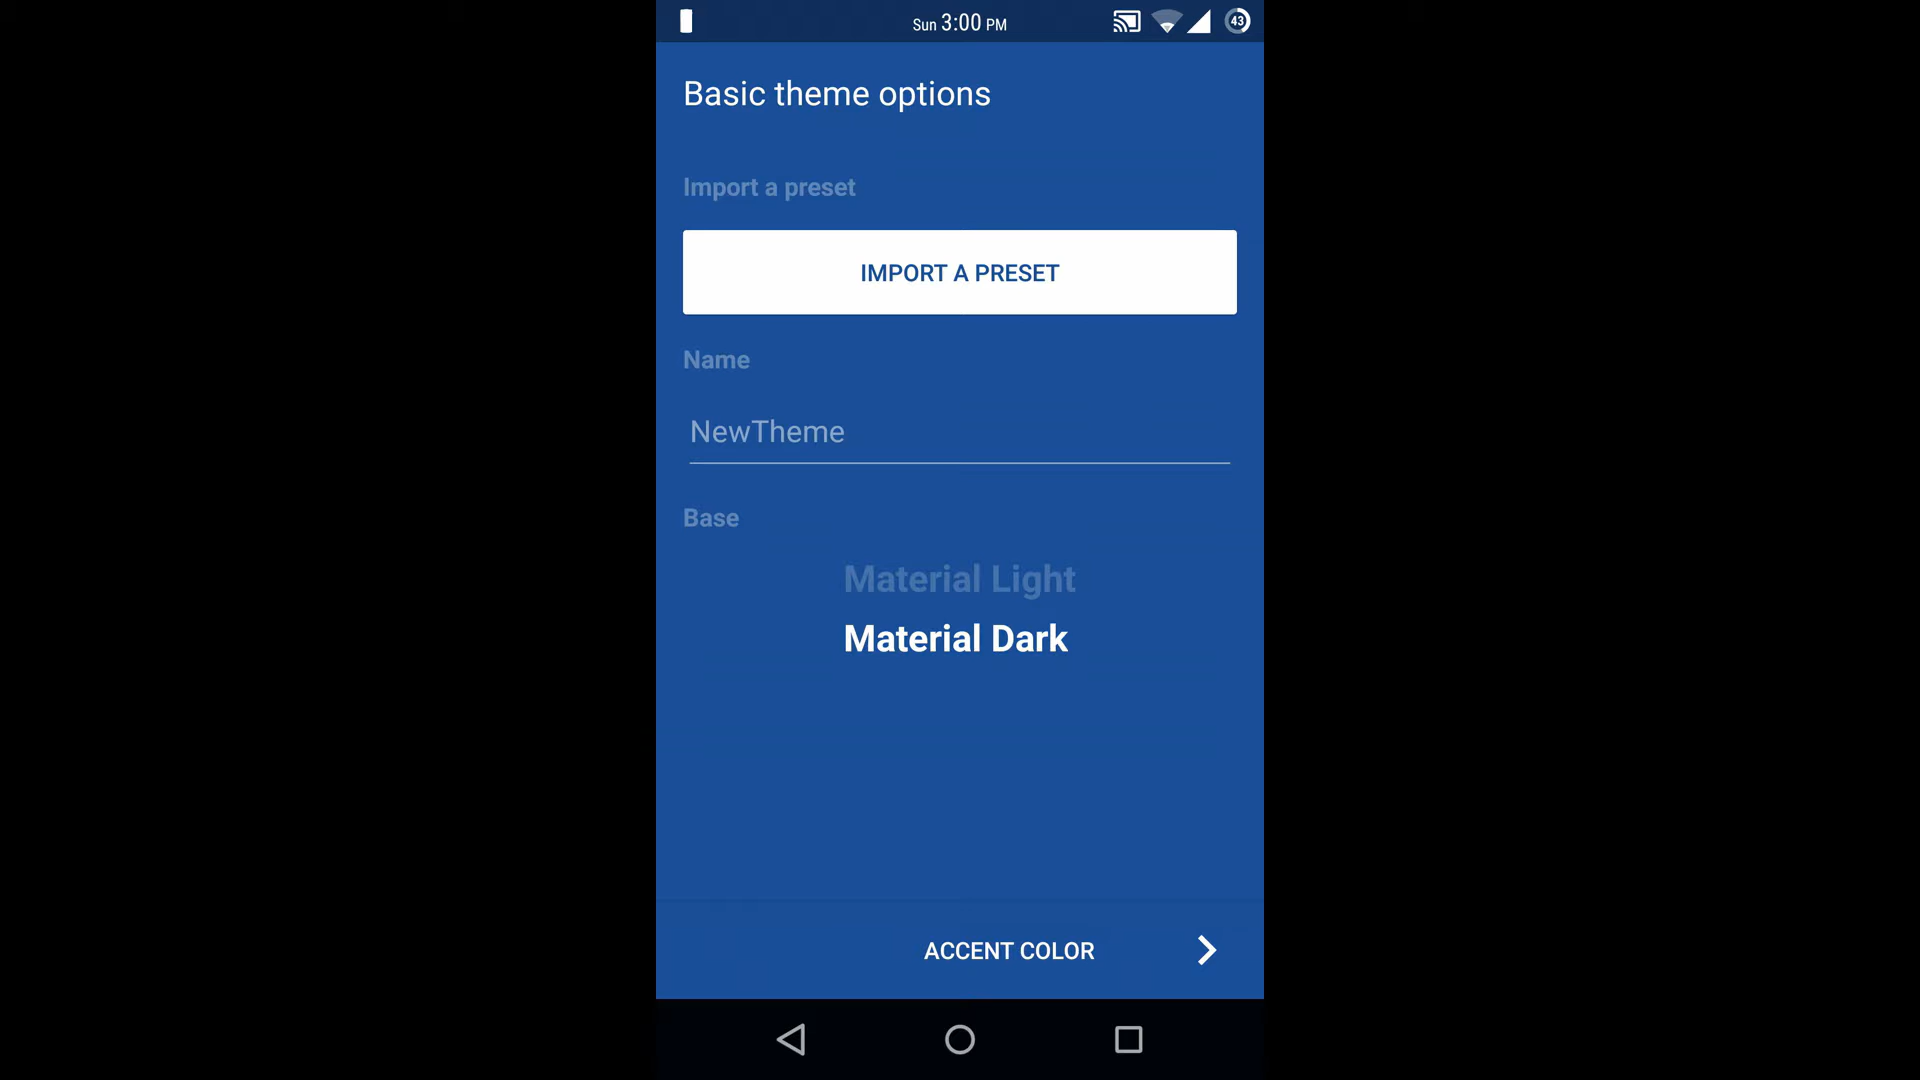 Sun 3:00 PM
43
Basic theme options
Import a preset
IMPORT A PRESET
Name
NewTheme
Base
Material Light
Material Dark
ACCENT COLOR